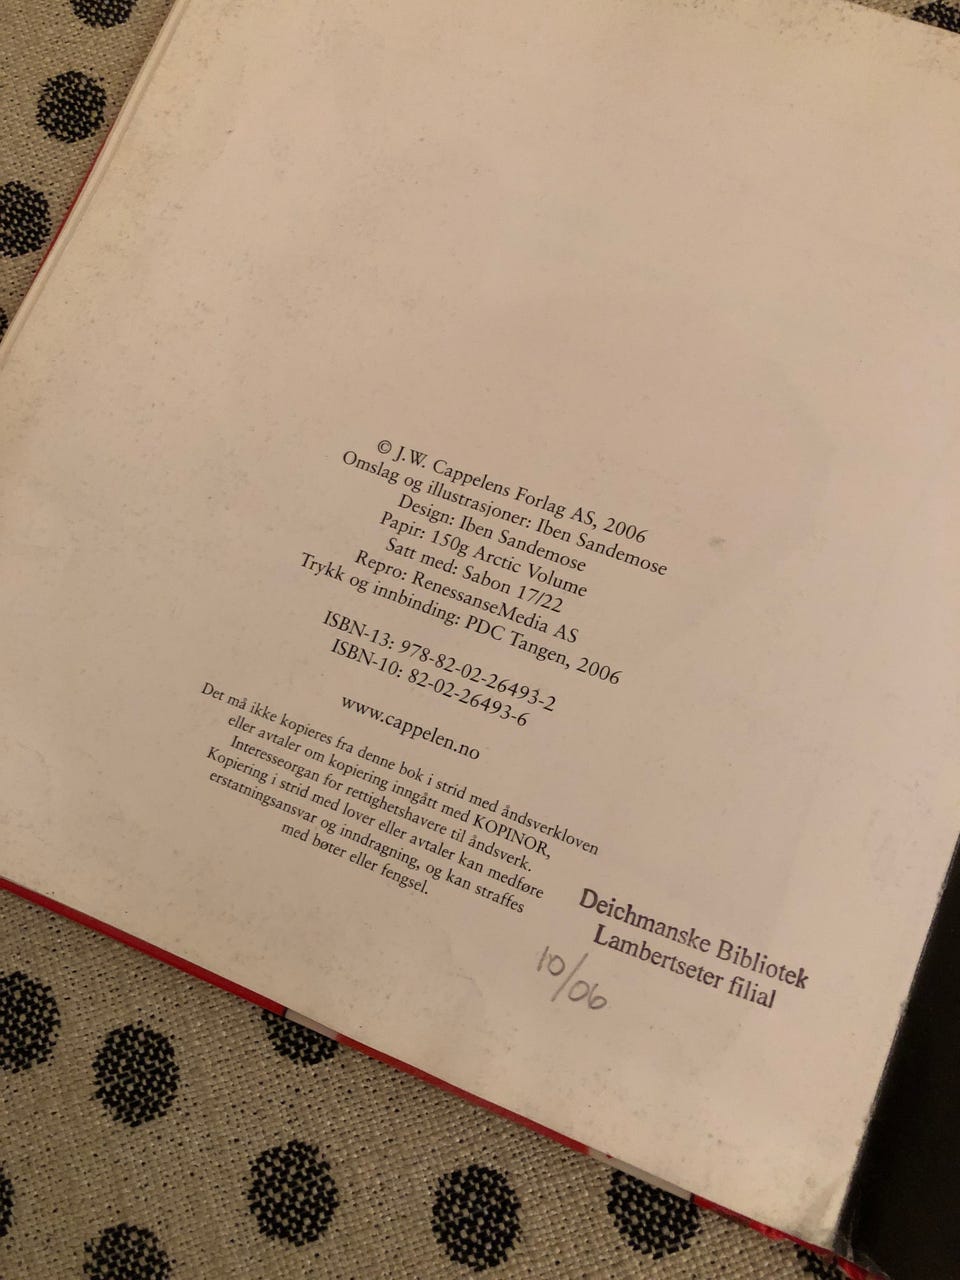 © J.W. Cappelens Forlag AS, 2006
Omslag og illustrasjoner: Iben Sandemose
Design: Iben Sandemose
Papir: 150g Arctic Volume
Satt med: Sabon 17/22
Repro: RenessanseMedia AS
Trykk og innbinding: PDC Tangen, 2006
ISBN-13: 978-82-02-26493-2
ISBN-10: 82-02-26493-6
www.cappelen.no
Det må ikke kopieres fra denne bok i strid med åndsverkloven
eller avtaler om kopiering inngått med KOPINOR,
Interesseorgan for rettighetshavere til åndsverk.
Kopiering i strid med lover eller avtaler kan medføre
erstatningsansvar og inndragning, og kan straffes
med bøter eller fengsel.
Deichmanske Bibliotek
Lambertseter filial
10/06